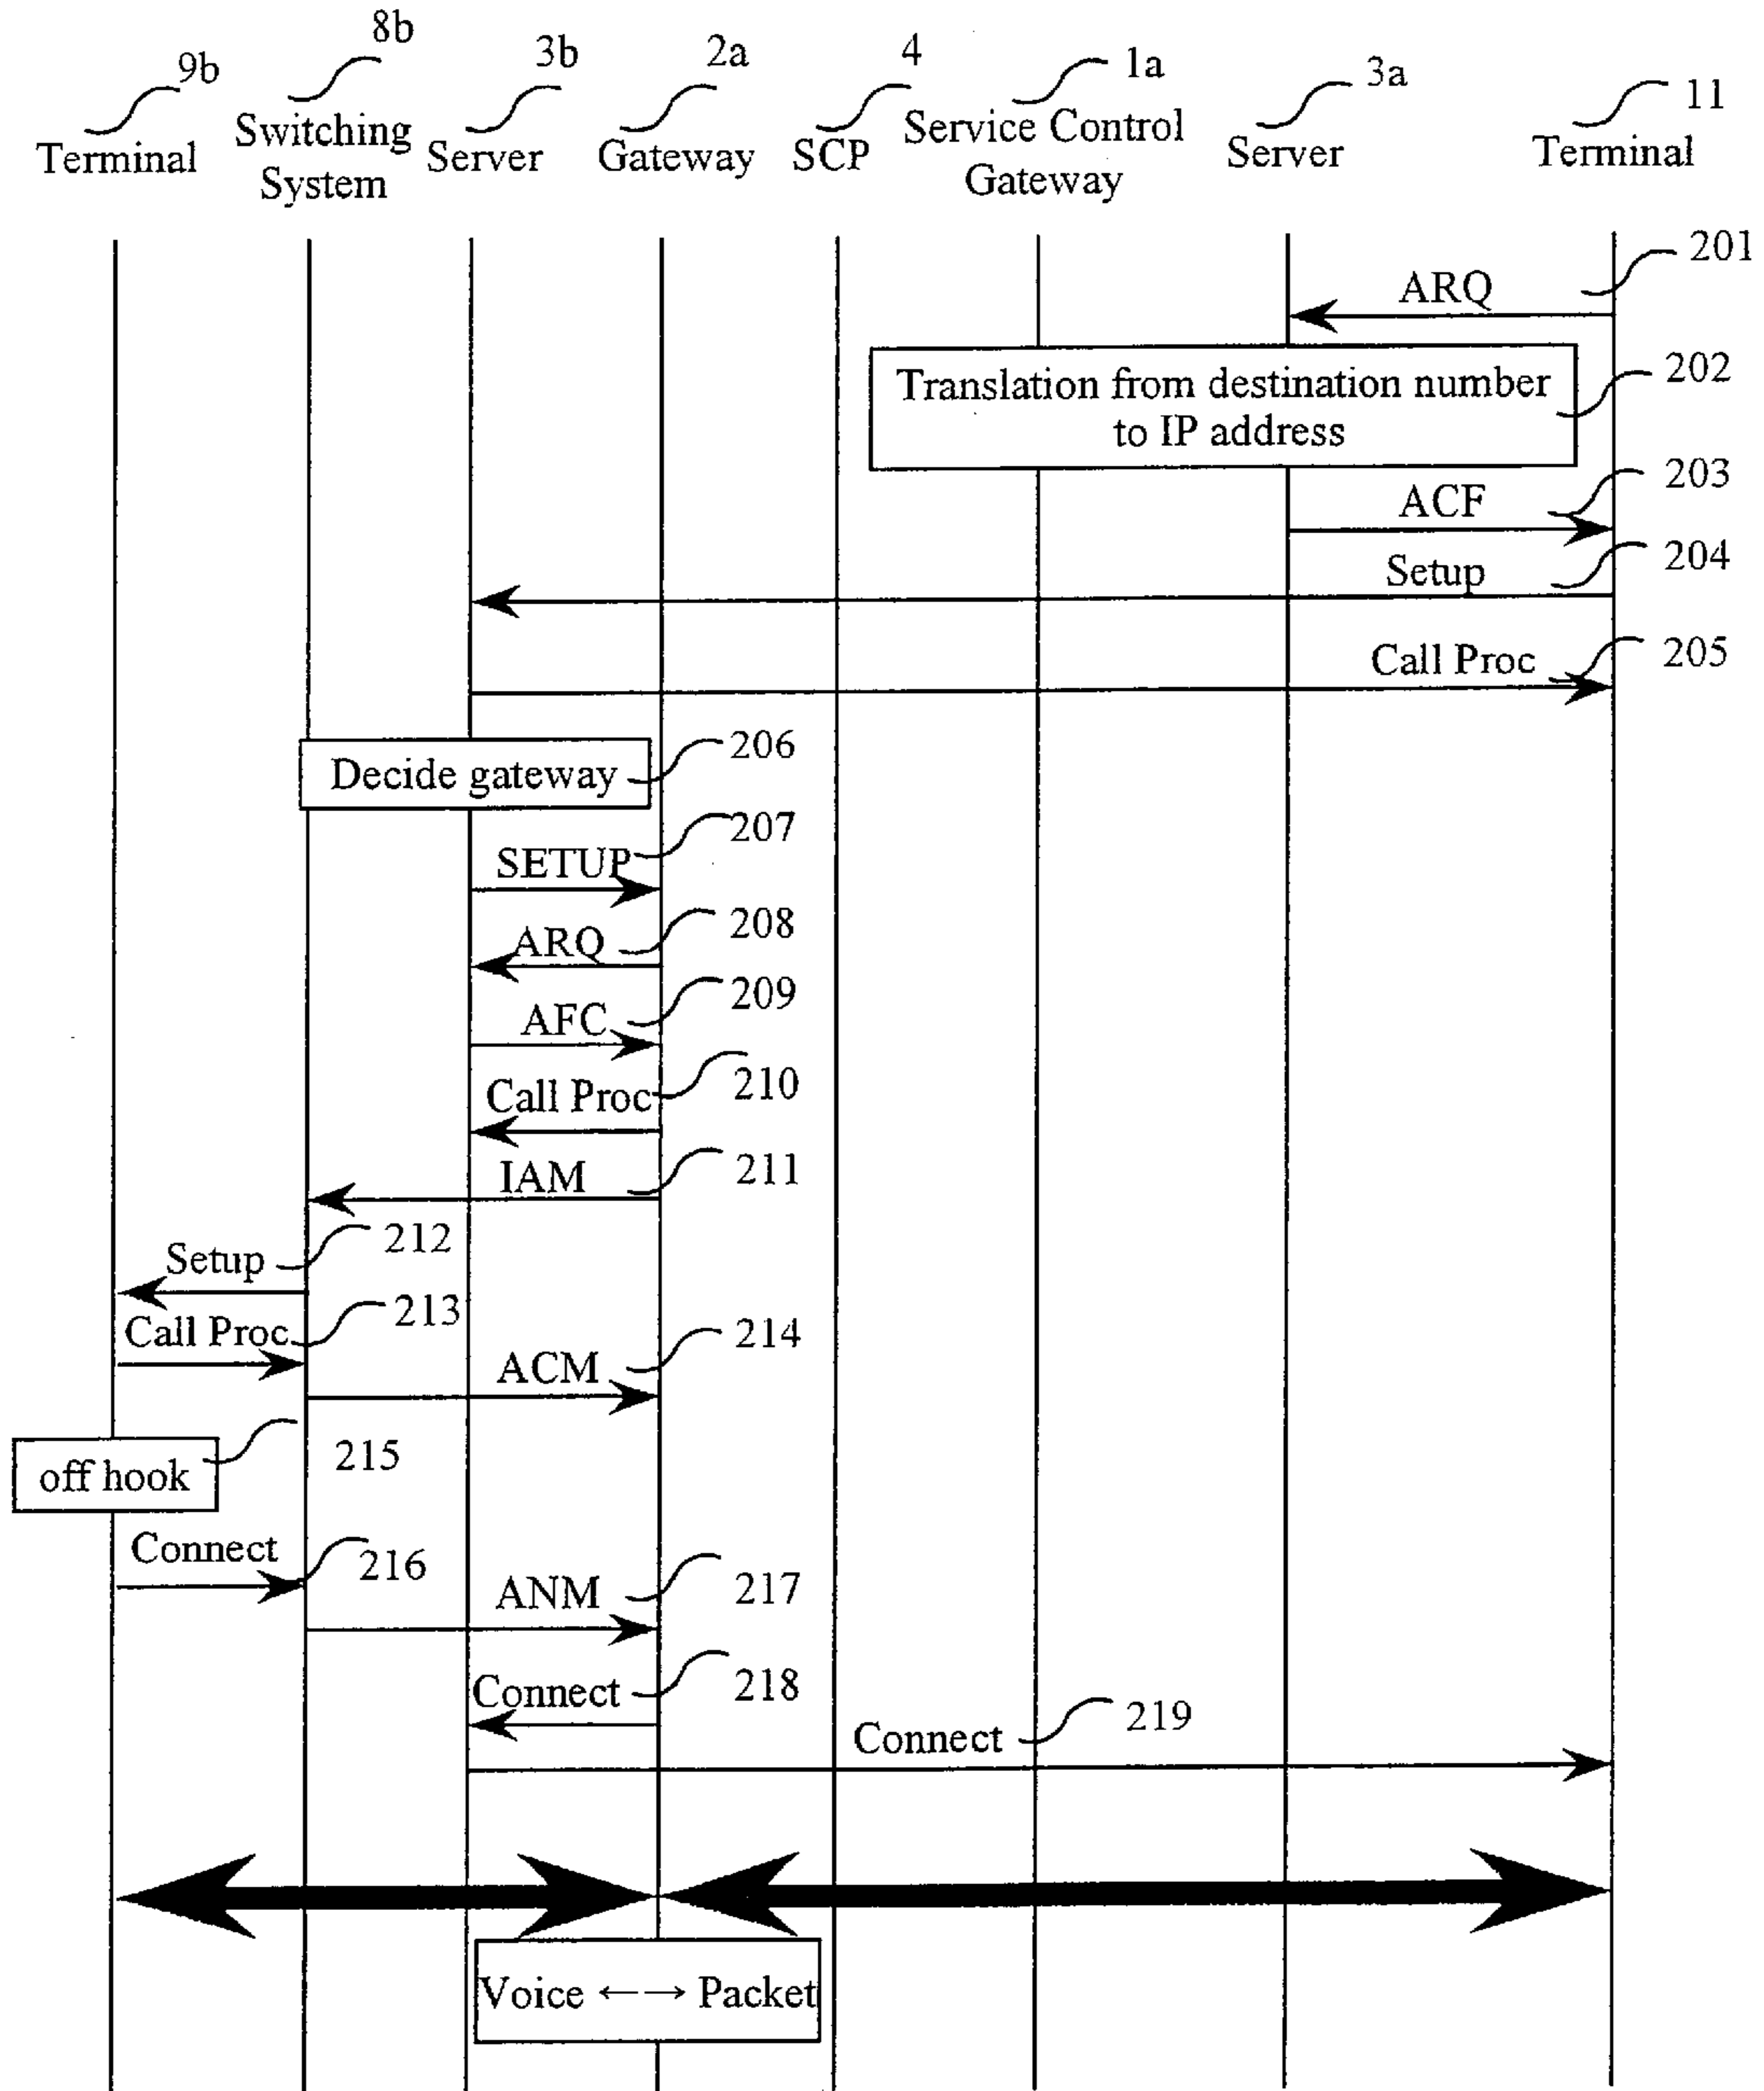 9b
8b
3b
2a
4
1a
3a
11
Terminal
Switching
System
Server
Gateway
SCP
Service Control
Gateway
Server
Terminal
201
ARQ
Translation from destination number
to IP address
202
203
ACF
204
Setup
205
Call Proc
206
Decide gateway
207
SETUP
208
ARQ
209
AFC
210
Call Proc
211
IAM
212
Setup
213
Call Proc
214
ACM
215
off hook
Connect
216
217
ANM
218
Connect
219
Connect
Voice ←→ Packet